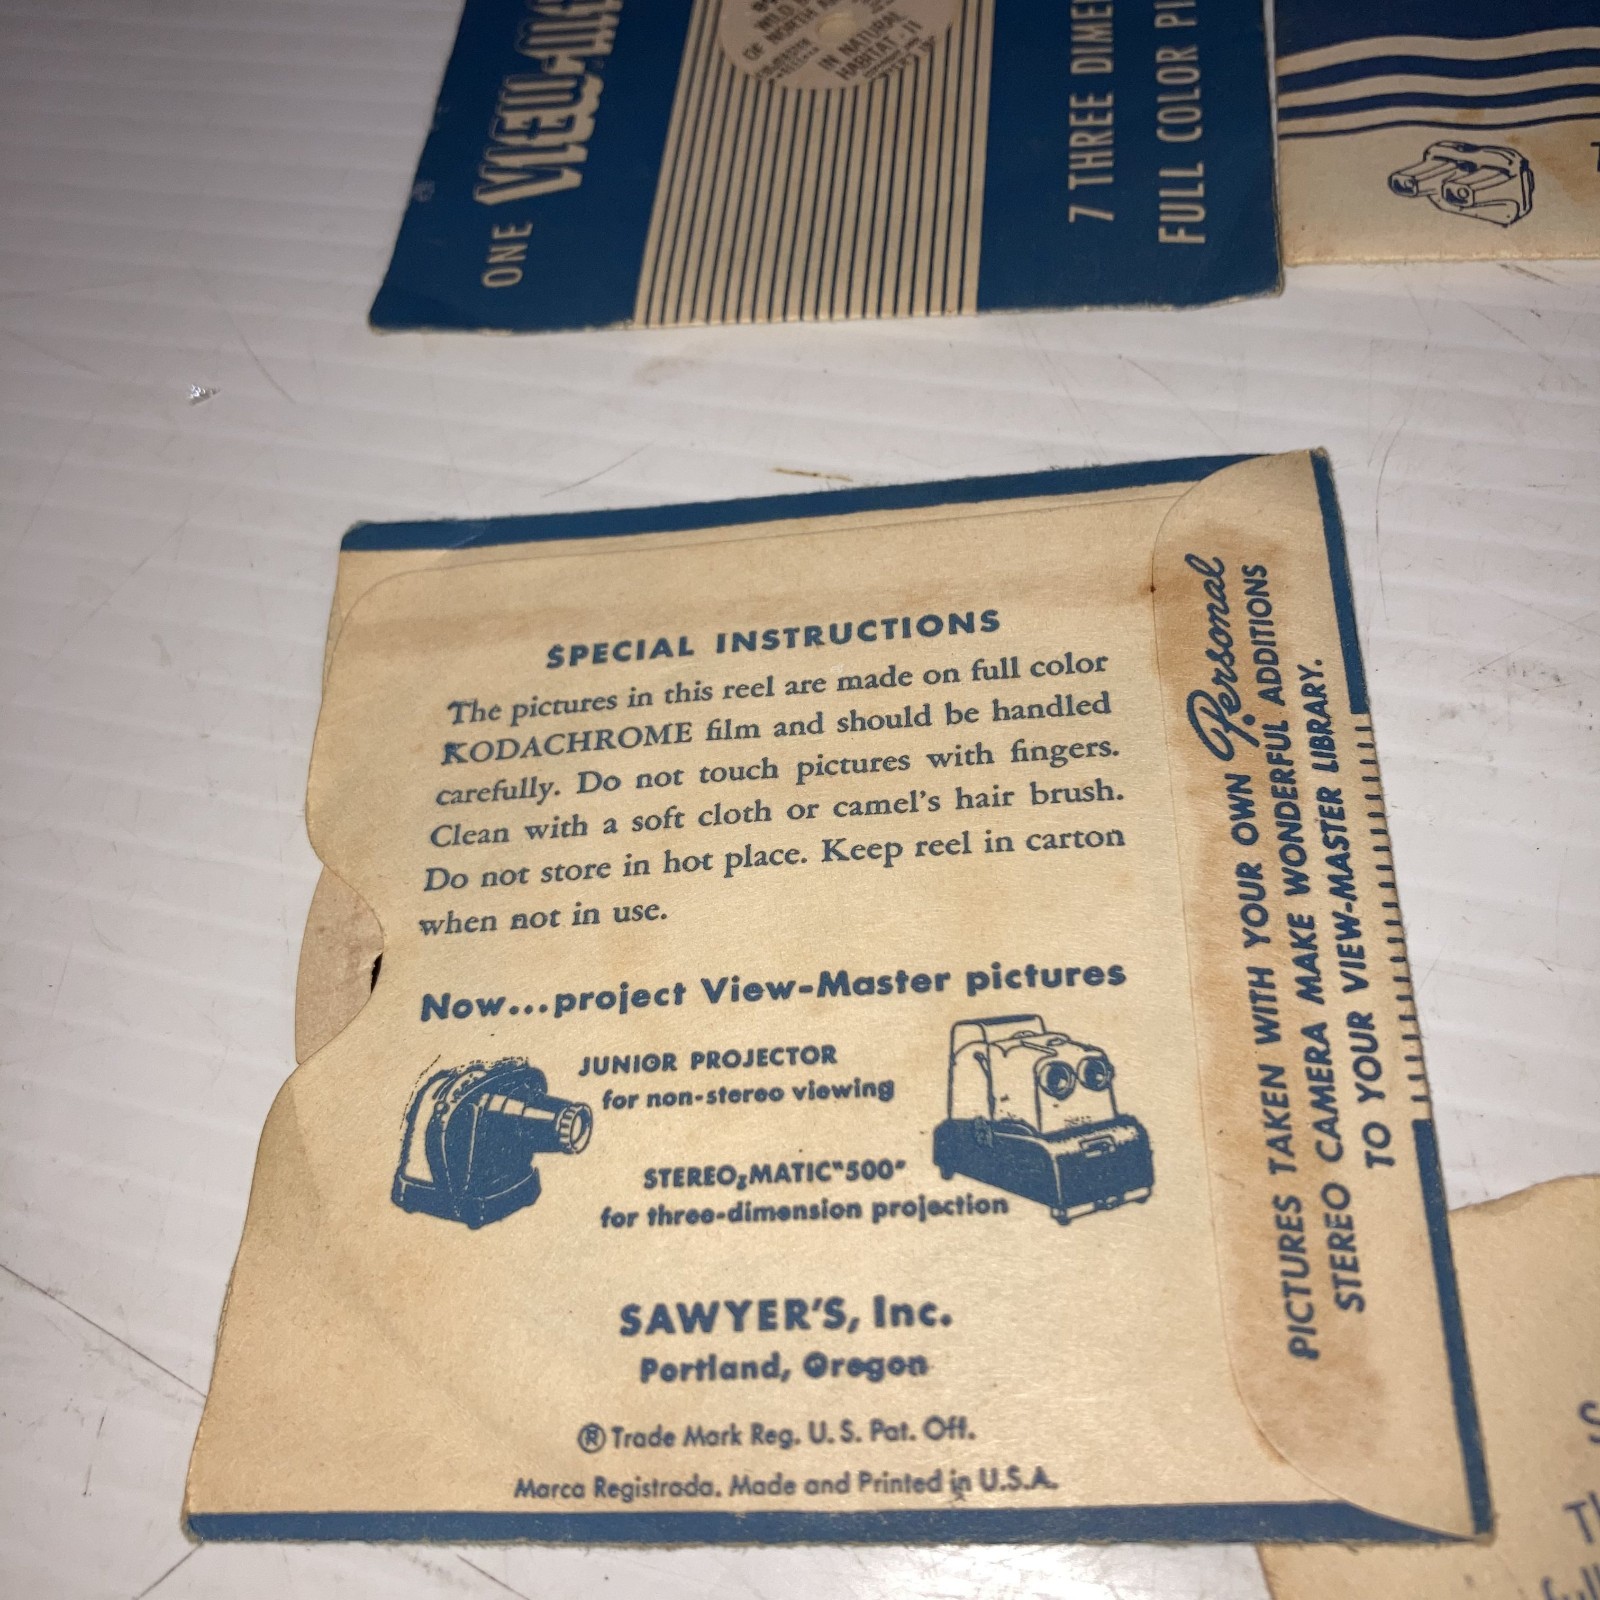 ONE VIEW-MA
WILD
OF NORTH
IN NATURAL
HABITAT - II
7 THREE DIME
FULL COLOR PI
SPECIAL INSTRUCTIONS
The pictures in this reel are made on full color
KODACHROME film and should be handled
carefully. Do not touch pictures with fingers.
Clean with a soft cloth or camel's hair brush.
Do not store in hot place. Keep reel in carton
when not in use.
Now...project View-Master pictures
JUNIOR PROJECTOR
for non-stereo viewing
STEREO-MATIC "500"
for three-dimension projection
SAWYER'S, Inc.
Portland, Oregon
® Trade Mark Reg. U. S. Pat. Off.
Marca Registrada. Made and Printed in U.S.A.
PICTURES TAKEN WITH YOUR OWN Personal
STEREO CAMERA MAKE WONDERFUL ADDITIONS
TO YOUR VIEW-MASTER LIBRARY.